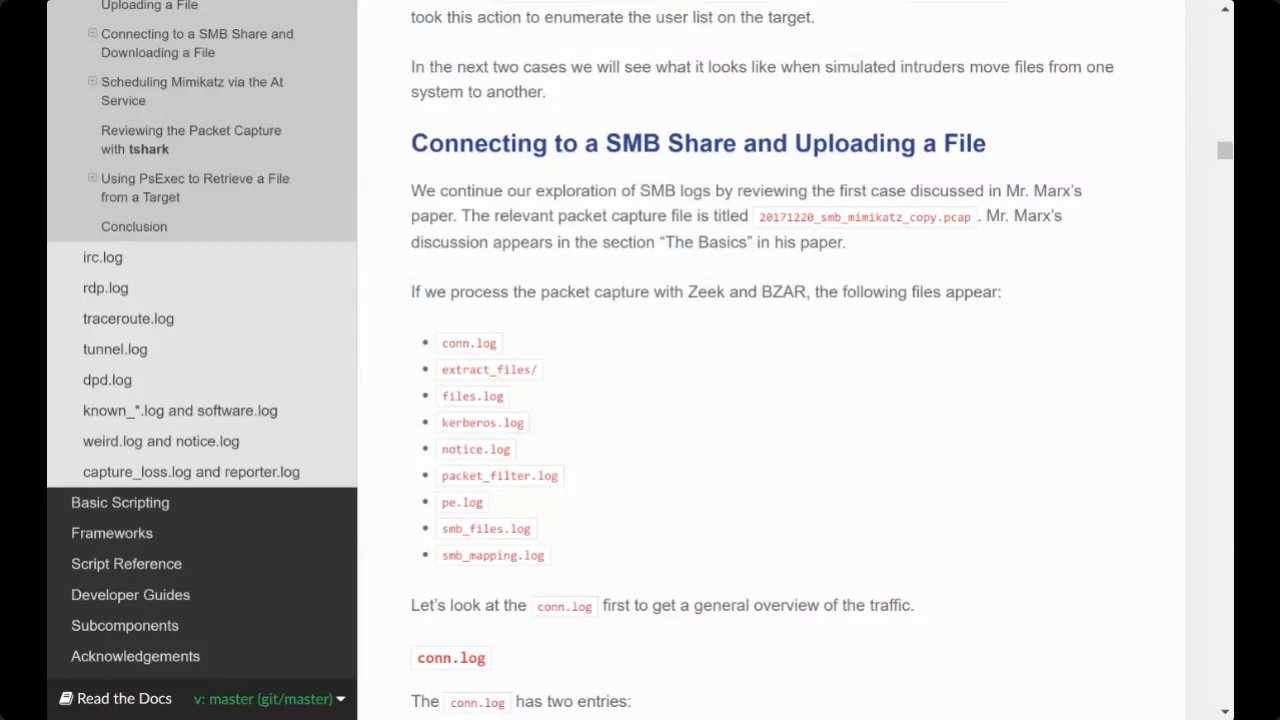 Uploading a File
Connecting to a SMB Share and
Downloading a File
Scheduling Mimikatz via the At
Service
Reviewing the Packet Capture
with tshark
Using PsExec to Retrieve a File
from a Target
Conclusion
irc.log
rdp.log
traceroute.log
tunnel.log
dpd.log
known_*.log and software.log
weird.log and notice.log
capture_loss.log and reporter.log
Basic Scripting
Frameworks
Script Reference
Developer Guides
Subcomponents
Acknowledgements
Read the Docs
v: master (git/master)
took this action to enumerate the user list on the target.
In the next two cases we will see what it looks like when simulated intruders move files from one
system to another.
Connecting to a SMB Share and Uploading a File
We continue our exploration of SMB logs by reviewing the first case discussed in Mr. Marx’s
paper. The relevant packet capture file is titled 20171220_smb_mimikatz_copy.pcap . Mr. Marx’s
discussion appears in the section “The Basics” in his paper.
If we process the packet capture with Zeek and BZAR, the following files appear:
• conn.log
• extract_files/
• files.log
• kerberos.log
• notice.log
• packet_filter.log
• pe.log
• smb_files.log
• smb_mapping.log
Let’s look at the conn.log first to get a general overview of the traffic.
conn.log
The conn.log has two entries: